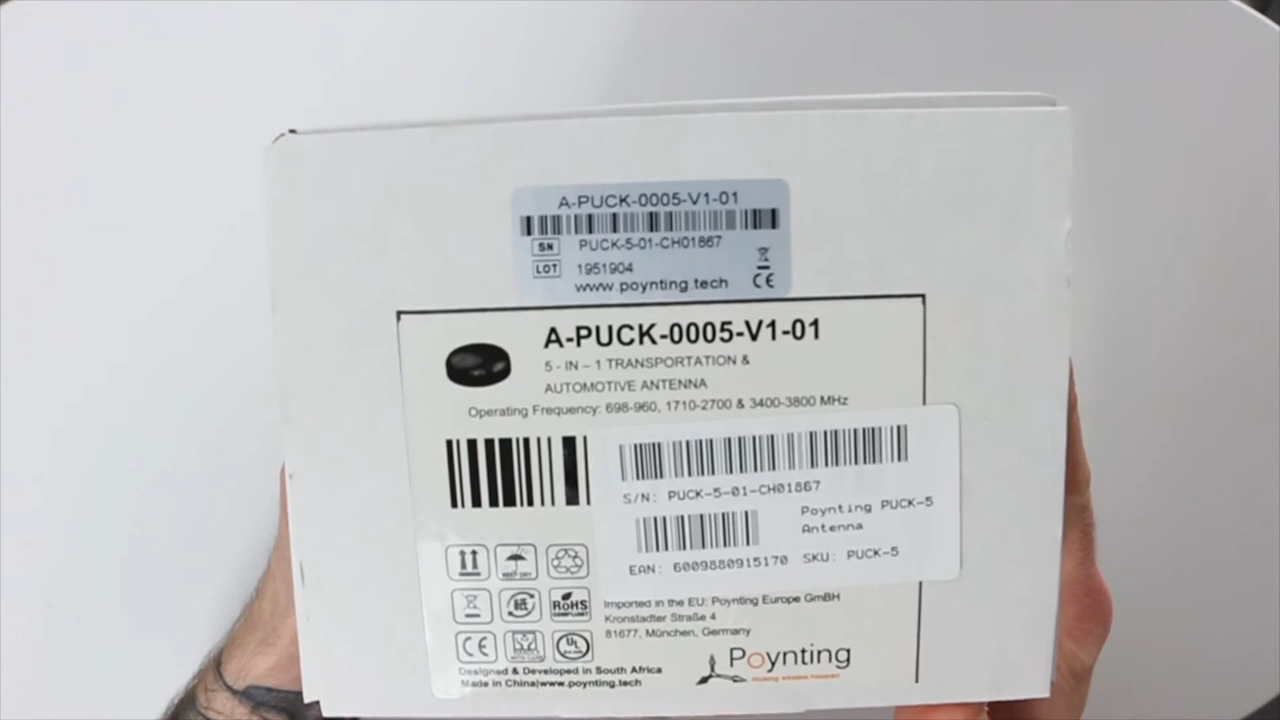 A-PUCK-0005-V1-01
SN PUCK-5-01-CH01867
LOT 1951904
www.poynting.tech
CE
A-PUCK-0005-V1-01
5 - IN – 1 TRANSPORTATION &
AUTOMOTIVE ANTENNA
Operating Frequency: 698-960, 1710-2700 & 3400-3800 MHz
S/N: PUCK-5-01-CH01867
Poynting PUCK-5
Antenna
EAN: 6009880915170 SKU: PUCK-5
KEEP DRY
RoHS
COMPLIANT
CE
UL
Imported in the EU: Poynting Europe GmBH
Kronstadter Straße 4
81677, München, Germany
Designed & Developed in South Africa
Made in China|www.poynting.tech
Poynting